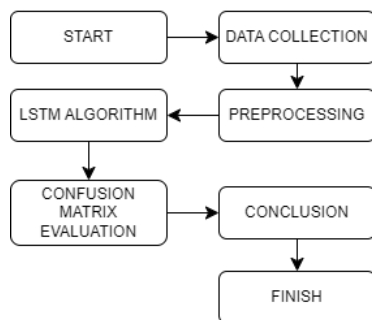 START
DATA COLLECTION
PREPROCESSING
LSTM ALGORITHM
CONFUSION
MATRIX
EVALUATION
CONCLUSION
FINISH